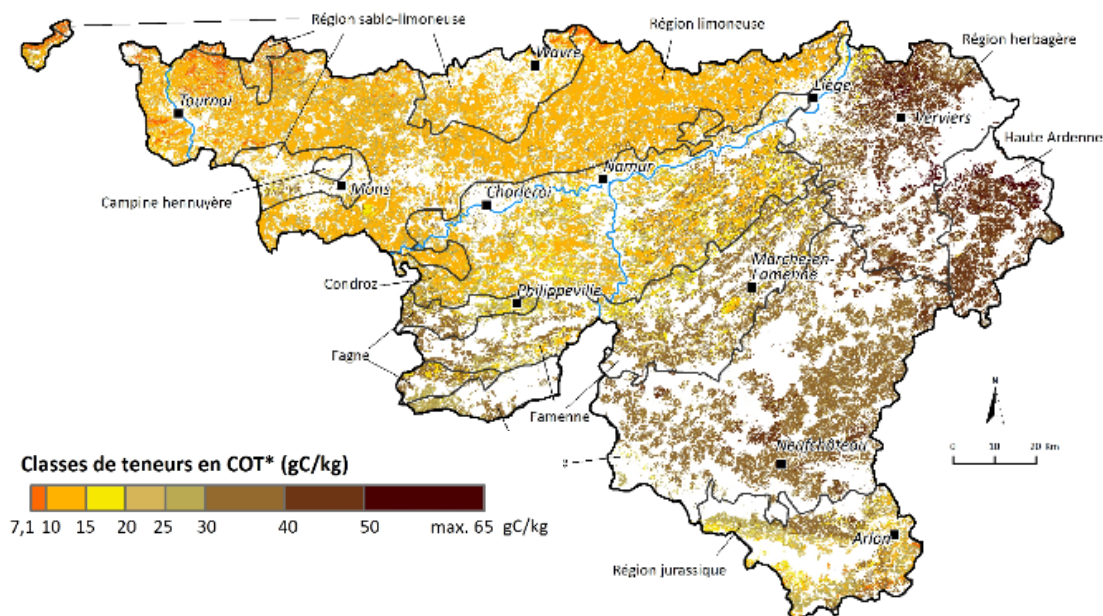 Région sablo-limoneuse
Région limoneuse
Wavre
Région herbagère
Liège
Tournai
Verviers
Haute Ardenne
Namur
Mons
Charleroi
Campine hennuyère
Marche-en-
Famenne
Condroz
Philippeville
Fagne
Famenne
N
0 10 20 Km
Neufchâteau
e
Classes de teneurs en COT* (gC/kg)
7,1 10 15 20 25 30 40 50 max. 65 gC/kg
Arlon
Région jurassique